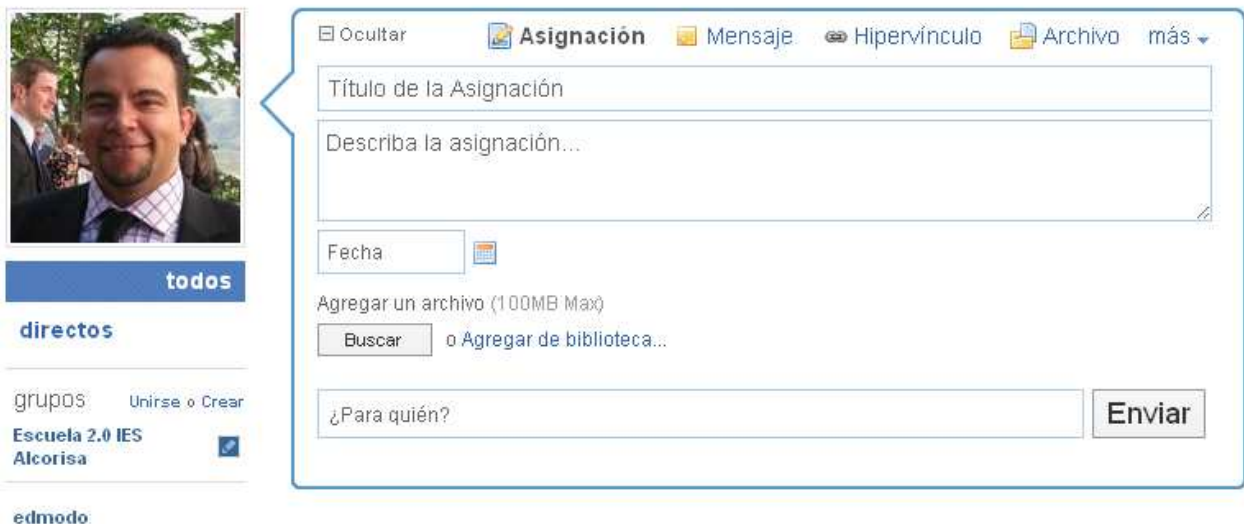 Ocultar Asignación Mensaje Hipervínculo Archivo más
Título de la Asignación
Describa la asignación...
Fecha
Agregar un archivo (100MB Max)
Buscar o Agregar de biblioteca...
¿Para quién? Enviar
todos
directos
grupos Unirse o Crear
Escuela 2.0 IES
Alcorisa
edmodo